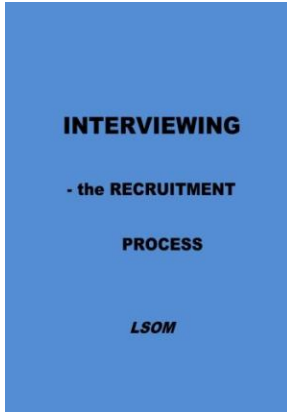 INTERVIEWING
- the RECRUITMENT
PROCESS
LSOM